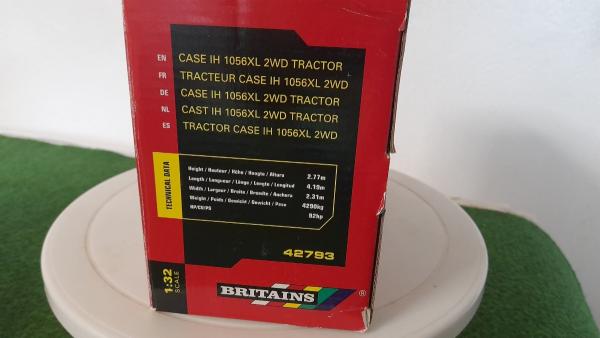 EN CASE IH 1056XL 2WD TRACTOR
FR TRACTEUR CASE IH 1056XL 2WD
DE CASE IH 1056XL 2WD TRACTOR
NL CAST IH 1056XL 2WD TRACTOR
ES TRACTOR CASE IH 1056XL 2WD
TECHNICAL DATA
Height / Hauteur / Höhe / Hoogte / Altura 2.77m
Length / Longueur / Länge / Lengte / Longitud 4.19m
Width / Largeur / Breite / Breedte / Anchura 2.31m
Weight / Poids / Gewicht / Gewicht / Peso 4290kg
HP/CV/PS 92hp
42793
1:32
SCALE
BRITAINS ®